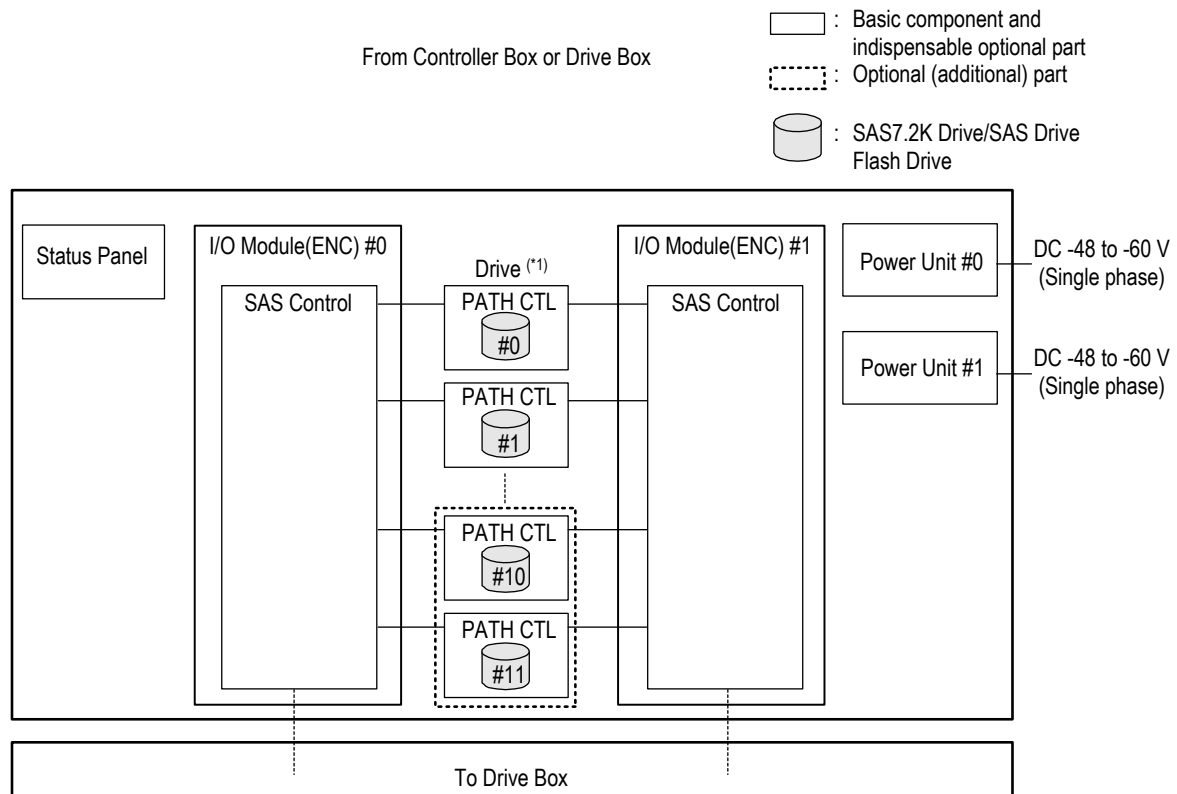 From Controller Box or Drive Box
: Basic component and
indispensable optional part
: Optional (additional) part
: SAS7.2K Drive/SAS Drive
Flash Drive
Status Panel
I/O Module(ENC) #0
SAS Control
Drive (*1)
PATH CTL
#0
PATH CTL
#1
PATH CTL
#10
PATH CTL
#11
I/O Module(ENC) #1
SAS Control
Power Unit #0
DC -48 to -60 V
(Single phase)
Power Unit #1
DC -48 to -60 V
(Single phase)
To Drive Box